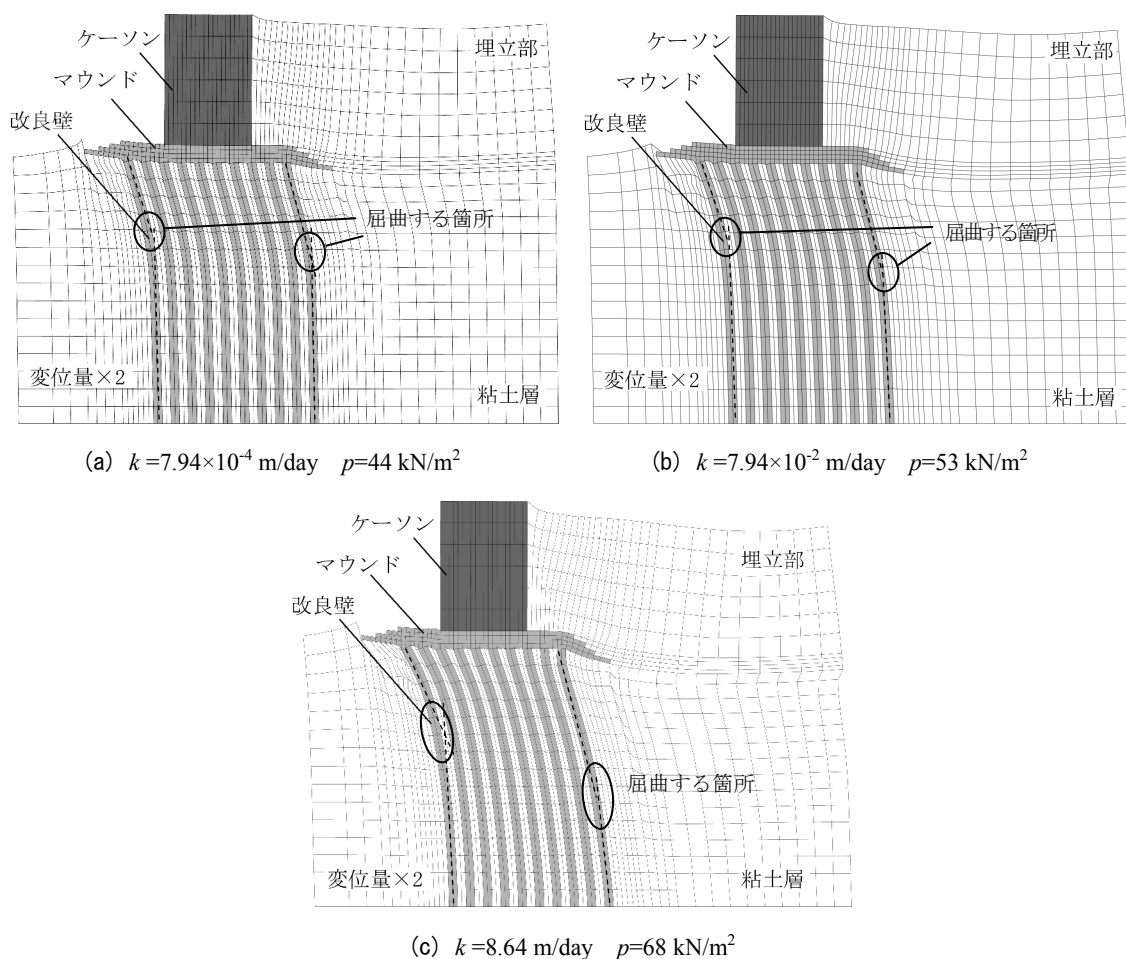 ケーソン
マウンド
改良壁
埋立部
屈曲する箇所
変位量×2
粘土層
(a) k =7.94×10⁻⁴ m/day p=44 kN/m²
ケーソン
マウンド
改良壁
埋立部
屈曲する箇所
変位量×2
粘土層
(b) k =7.94×10⁻² m/day p=53 kN/m²
ケーソン
マウンド
改良壁
埋立部
屈曲する箇所
変位量×2
粘土層
(c) k =8.64 m/day p=68 kN/m²